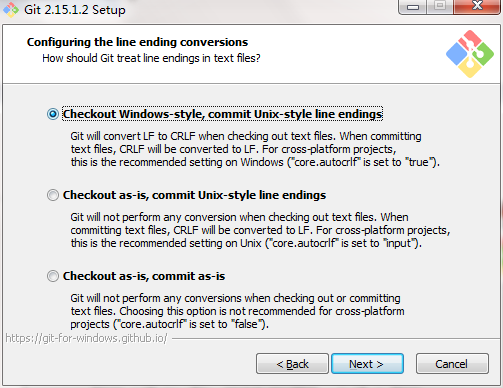 Git 2.15.1.2 Setup
Configuring the line ending conversions
How should Git treat line endings in text files?
Checkout Windows-style, commit Unix-style line endings
Git will convert LF to CRLF when checking out text files. When committing
text files, CRLF will be converted to LF. For cross-platform projects,
this is the recommended setting on Windows ("core.autocrlf" is set to "true").
Checkout as-is, commit Unix-style line endings
Git will not perform any conversion when checking out text files. When
committing text files, CRLF will be converted to LF. For cross-platform projects,
this is the recommended setting on Unix ("core.autocrlf" is set to "input").
Checkout as-is, commit as-is
Git will not perform any conversions when checking out or committing
text files. Choosing this option is not recommended for cross-platform
projects ("core.autocrlf" is set to "false").
https://git-for-windows.github.io/
< Back Next > Cancel